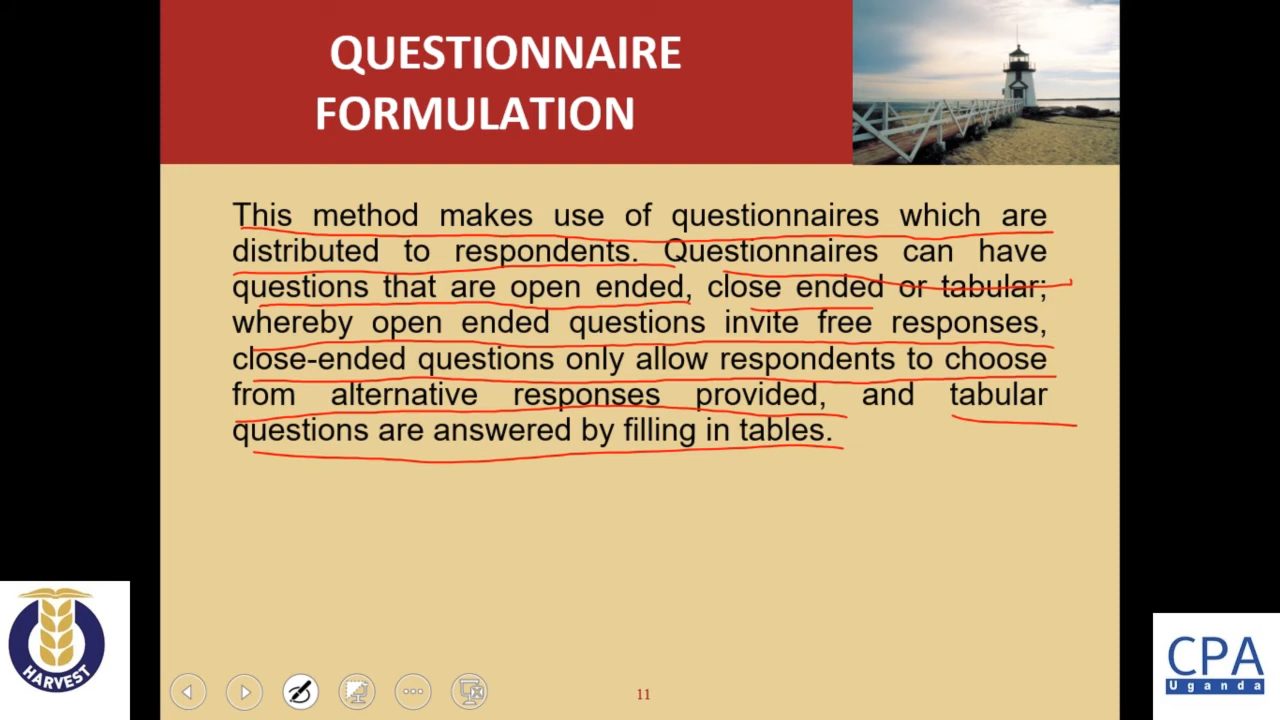 QUESTIONNAIRE
FORMULATION
This method makes use of questionnaires which are
distributed to respondents. Questionnaires can have
questions that are open ended, close ended or tabular;
whereby open ended questions invite free responses,
close-ended questions only allow respondents to choose
from alternative responses provided, and tabular
questions are answered by filling in tables.
HARVEST
11
CPA
Uganda